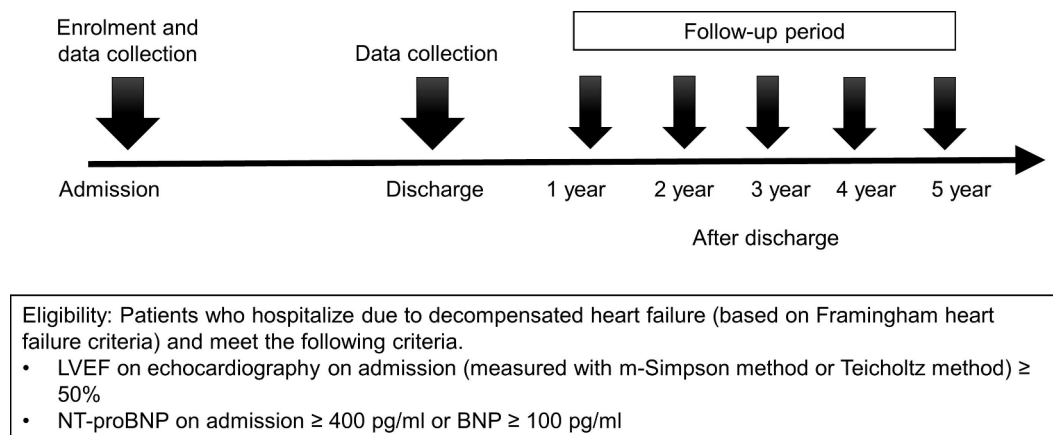 Enrolment and
data collection
Data collection
Follow-up period
Admission
Discharge
1 year
2 year
3 year
4 year
5 year
After discharge
Eligibility: Patients who hospitalize due to decompensated heart failure (based on Framingham heart
failure criteria) and meet the following criteria.
• LVEF on echocardiography on admission (measured with m-Simpson method or Teicholtz method) ≥
50%
• NT-proBNP on admission ≥ 400 pg/ml or BNP ≥ 100 pg/ml